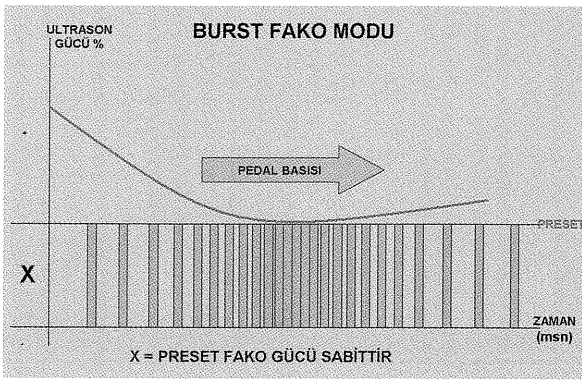 BURST FAKO MODU
ULTRASON
GÜCÜ %
PEDAL BASISI
PRESET
X
ZAMAN
(msn)
X = PRESET FAKO GÜCÜ SABİTTİR